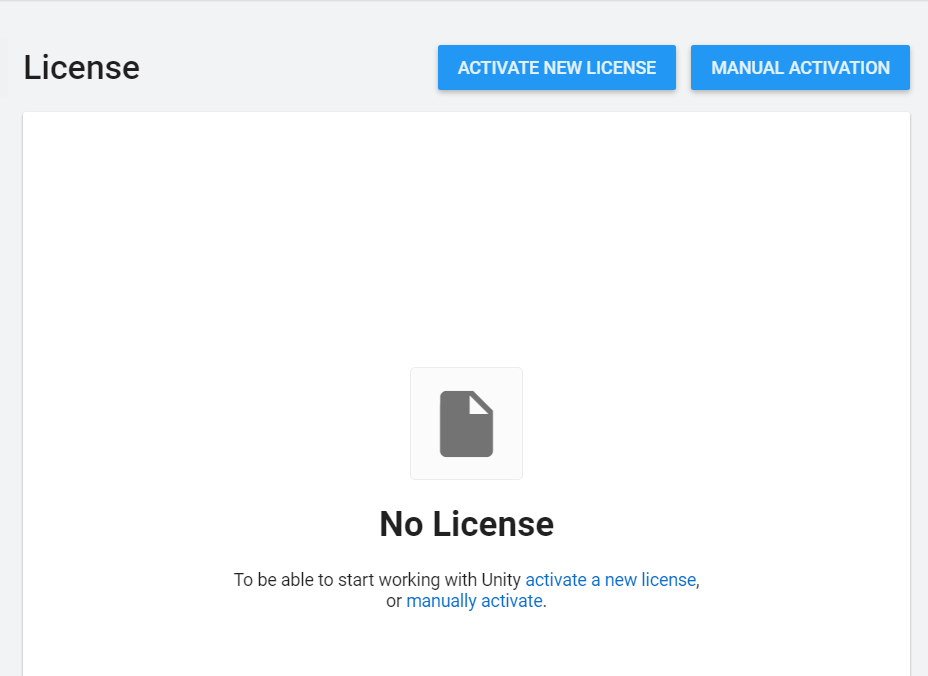 License
ACTIVATE NEW LICENSE
MANUAL ACTIVATION
No License
To be able to start working with Unity activate a new license,
or manually activate.